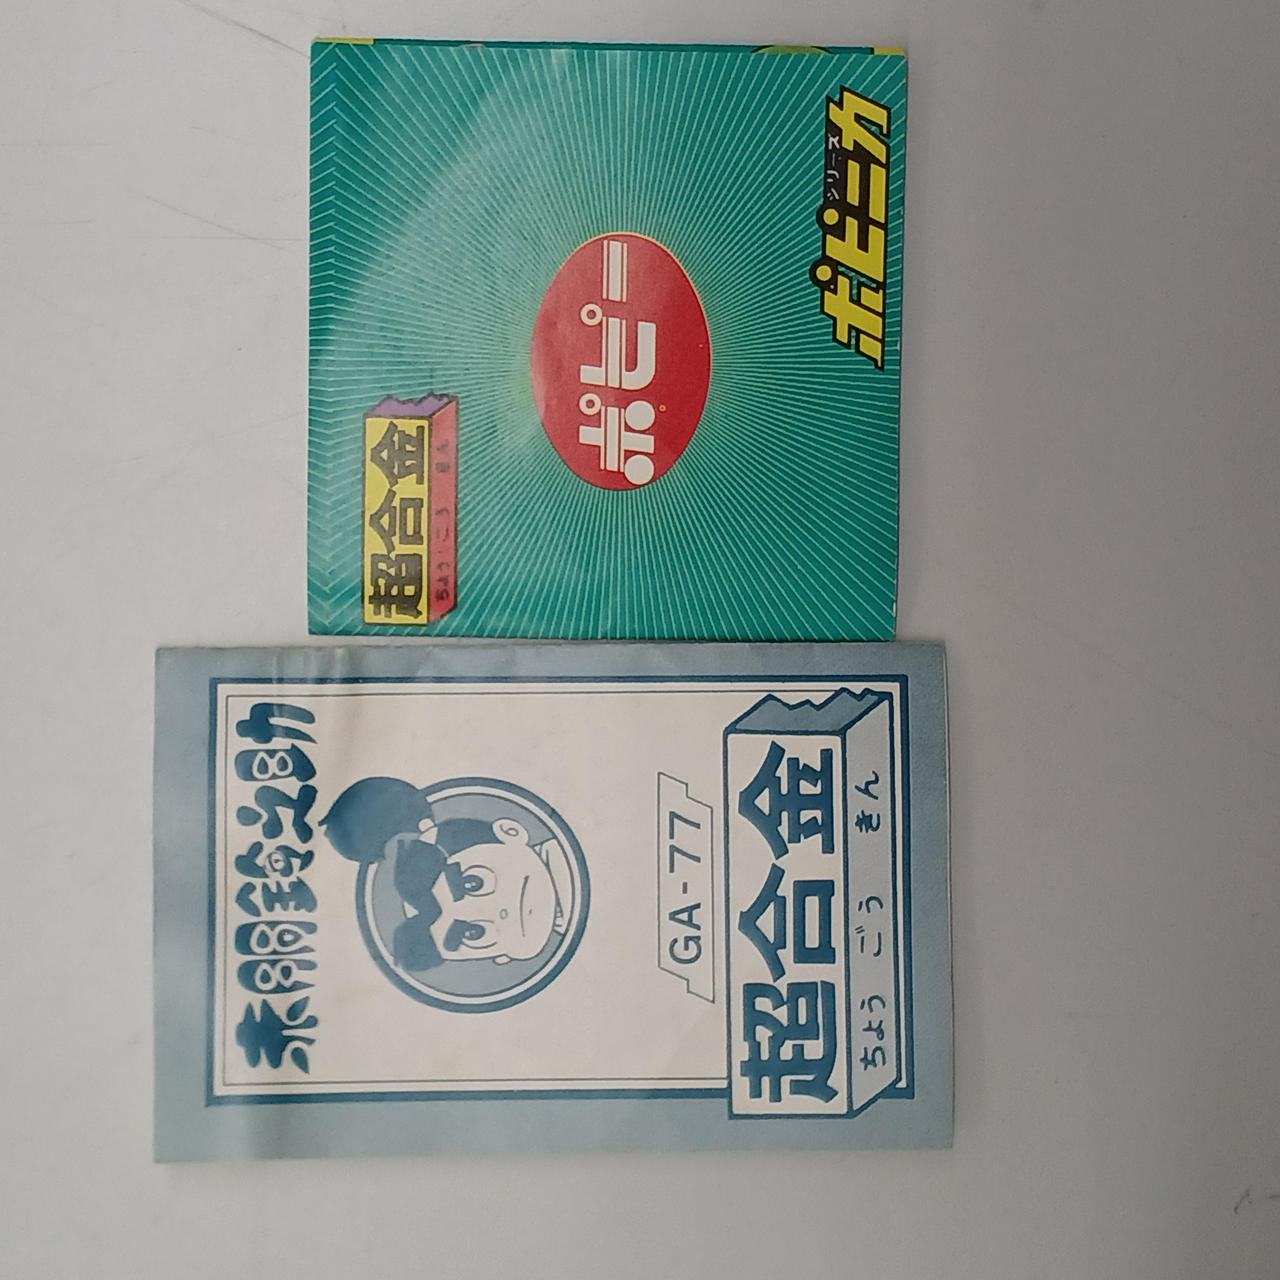 赤胴鈴之助
GA-77
超合金
ちょう ごう きん
超合金
ちょうごうきん
ポピー
シリーズ
ポピニカ